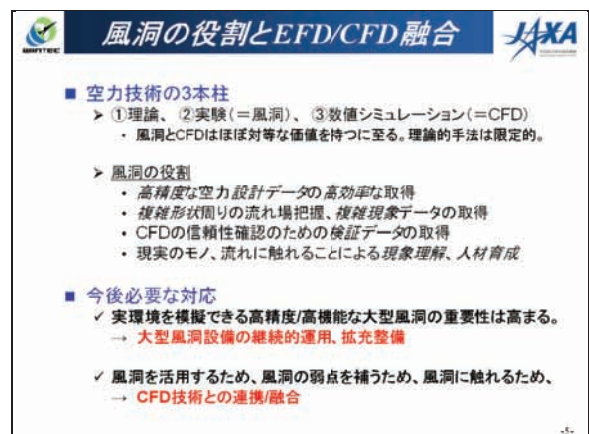 風洞の役割とEFD/CFD融合
WINTEC
JAXA
■ 空力技術の3本柱
➤ ①理論、②実験(=風洞)、③数値シミュレーション(=CFD)
・ 風洞とCFDはほぼ対等な価値を持つに至る。理論的手法は限定的。
➤ 風洞の役割
・ 高精度な空力設計データの高効率な取得
・ 複雑形状周りの流れ場把握、複雑現象データの取得
・ CFDの信頼性確認のための検証データの取得
・ 現実のモノ、流れに触れることによる現象理解、人材育成
■ 今後必要な対応
✓ 実環境を模擬できる高精度/高機能な大型風洞の重要性は高まる。
→ 大型風洞設備の継続的運用、拡充整備
✓ 風洞を活用するため、風洞の弱点を補うため、風洞に触れるため、
→ CFD技術との連携/融合